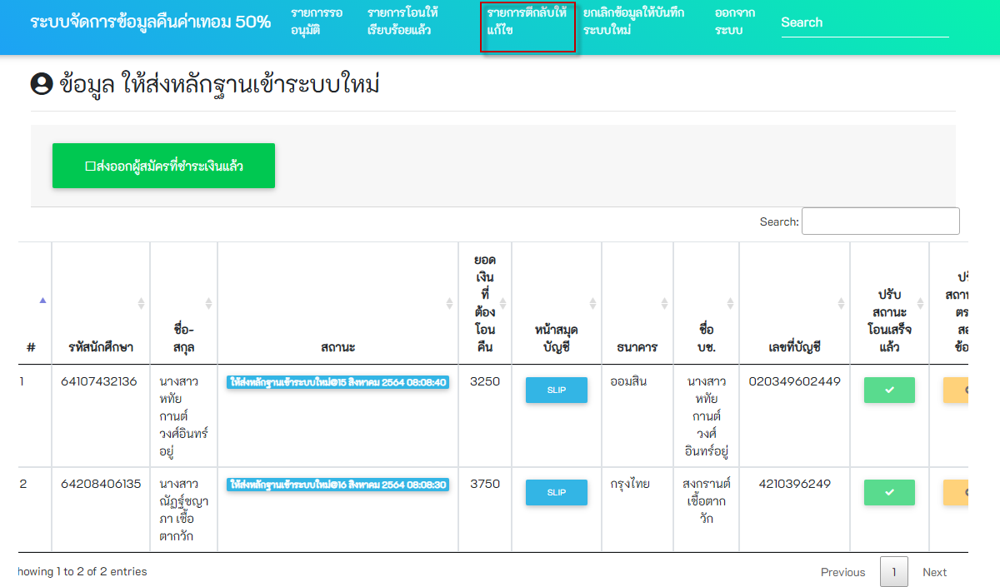 ระบบจัดการข้อมูลคืนค่าเทอม 50%
รายการรอ
อนุมัติ
รายการโอนให้
เรียบร้อยแล้ว
รายการตีกลับให้
แก้ไข
ยกเลิกข้อมูลให้บันทึก
ระบบใหม่
ออกจาก
ระบบ
Search
ข้อมูล ให้ส่งหลักฐานเข้าระบบใหม่
ส่งออกผู้สมัครที่ชำระเงินแล้ว
Search:
#
รหัสนักศึกษา
ชื่อ-
สกุล
สถานะ
ยอด
เงิน
ที่
ต้อง
โอน
คืน
หน้าสมุด
บัญชี
ธนาคาร
ชื่อ
บช.
เลขที่บัญชี
ปรับ
สถานะ
โอนเสร็จ
แล้ว
1
64107432136
นางสาว
หทัย
กานต์
วงศ์อินทร์
อยู่
ให้ส่งหลักฐานเข้าระบบใหม่@15 สิงหาคม 2564 08:08:40
3250
SLIP
ออมสิน
นางสาว
หทัย
กานต์
วงศ์
อินทร์อยู่
020349602449
2
64208406135
นางสาว
ณัฏฐ์ชญา
ภา เชื้อ
ตากวัก
ให้ส่งหลักฐานเข้าระบบใหม่@16 สิงหาคม 2564 08:08:30
3750
SLIP
กรุงไทย
สงกรานต์
เชื้อตาก
วัก
4210396249
howing 1 to 2 of 2 entries
Previous
1
Next